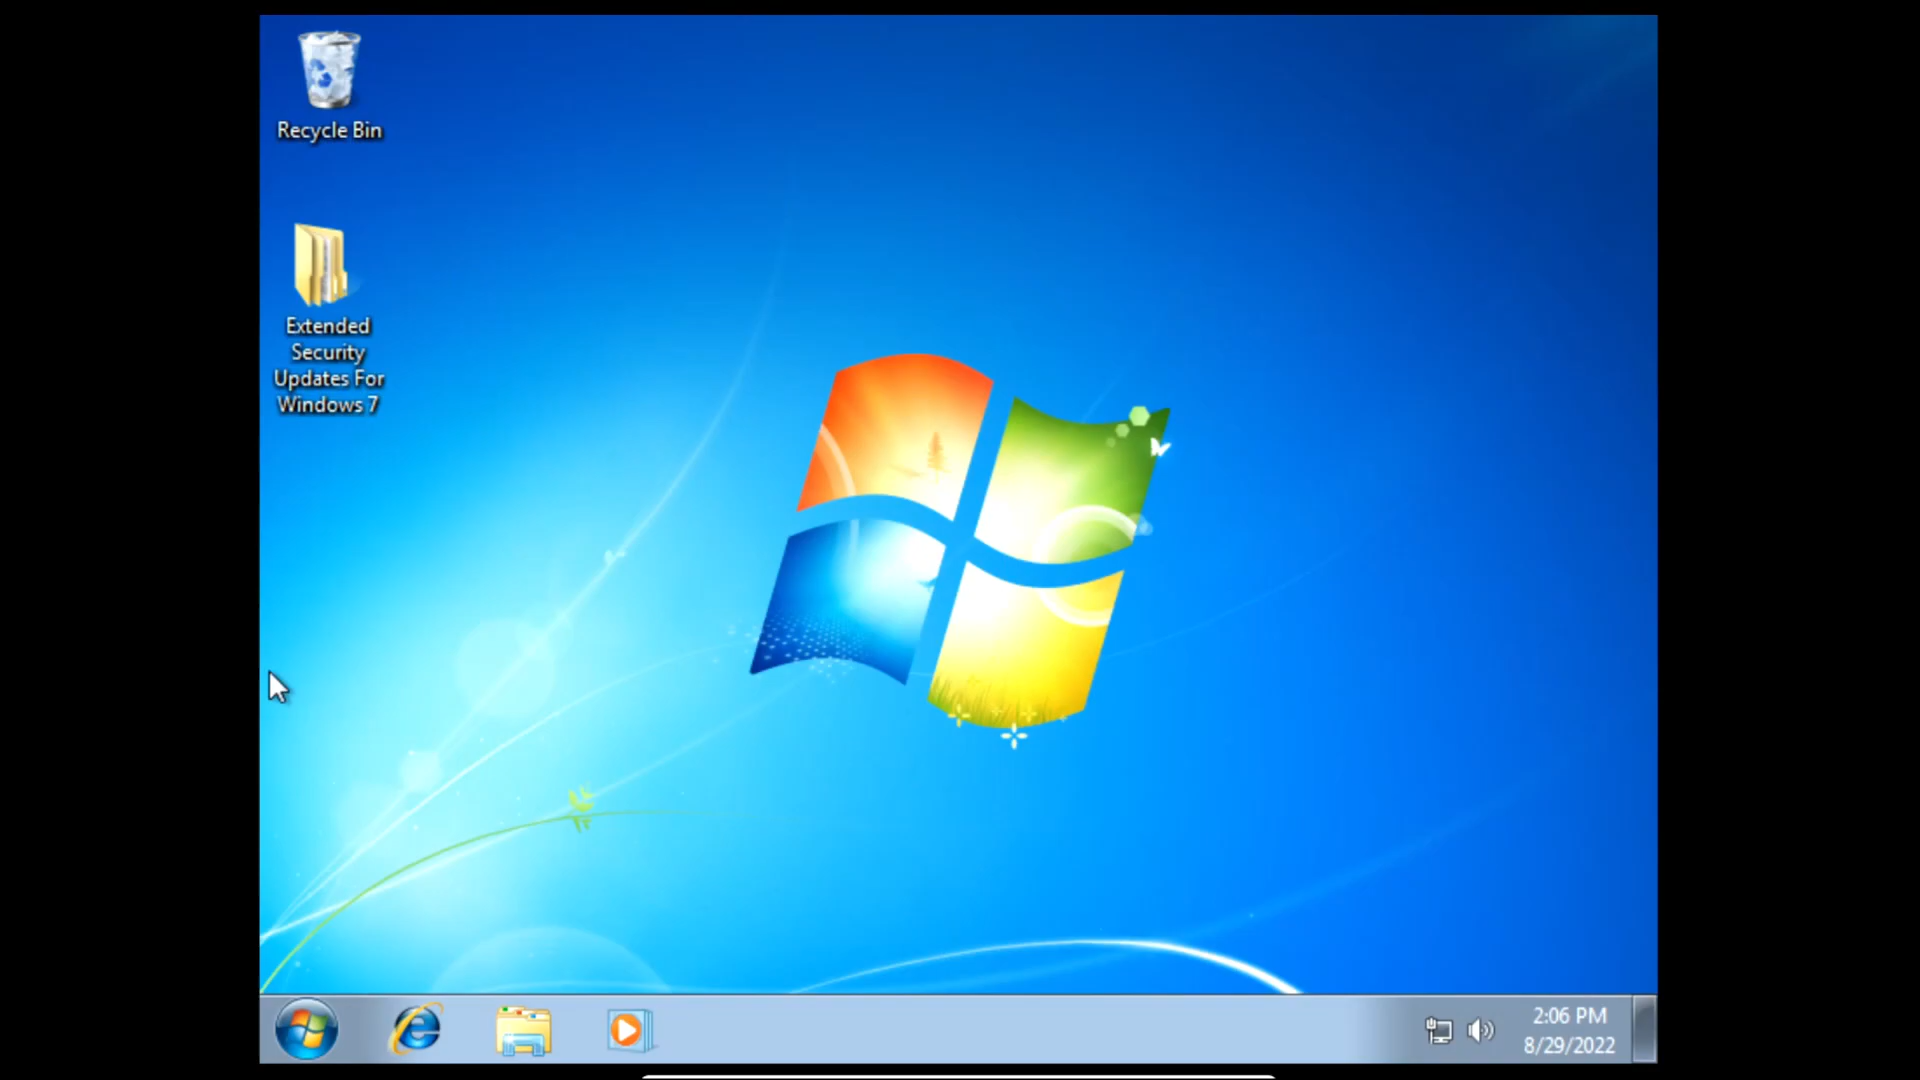 Recycle Bin
Extended
Security
Updates For
Windows 7
2:06 PM
8/29/2022